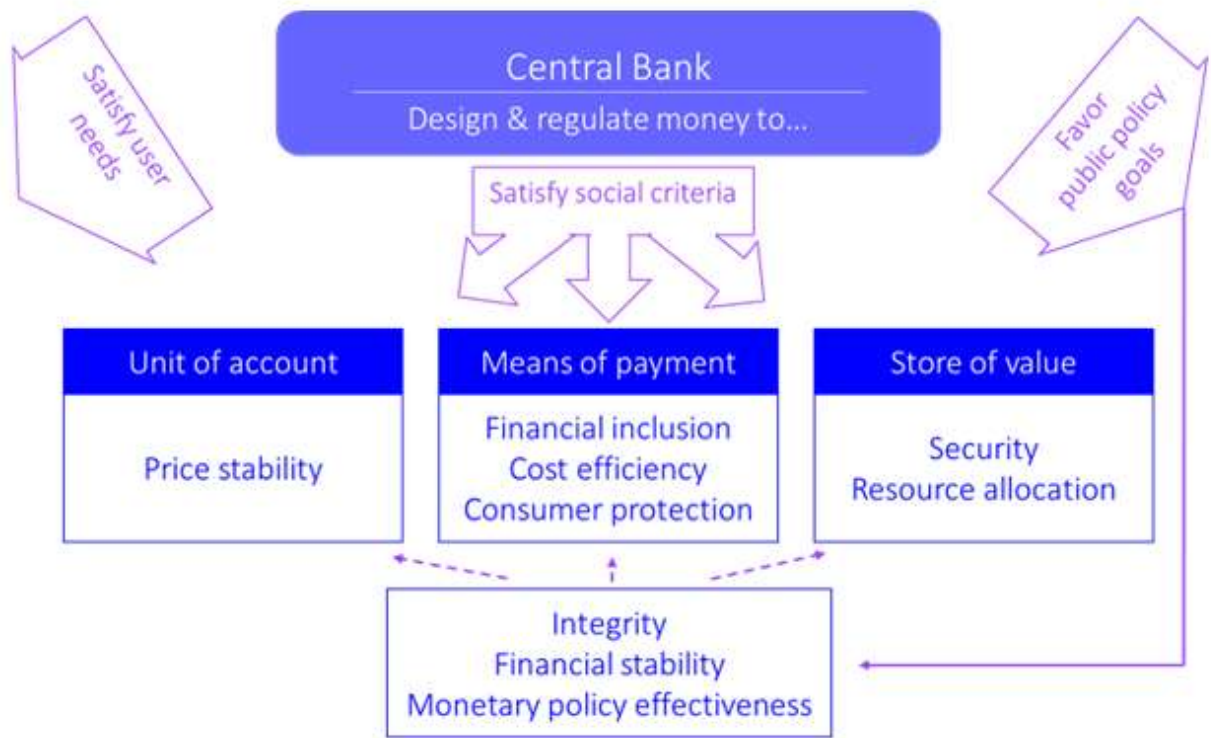 Central Bank
Design & regulate money to...
Satisfy user
needs
Satisfy social criteria
Favor
public policy
goals
Unit of account
Price stability
Means of payment
Financial inclusion
Cost efficiency
Consumer protection
Store of value
Security
Resource allocation
Integrity
Financial stability
Monetary policy effectiveness